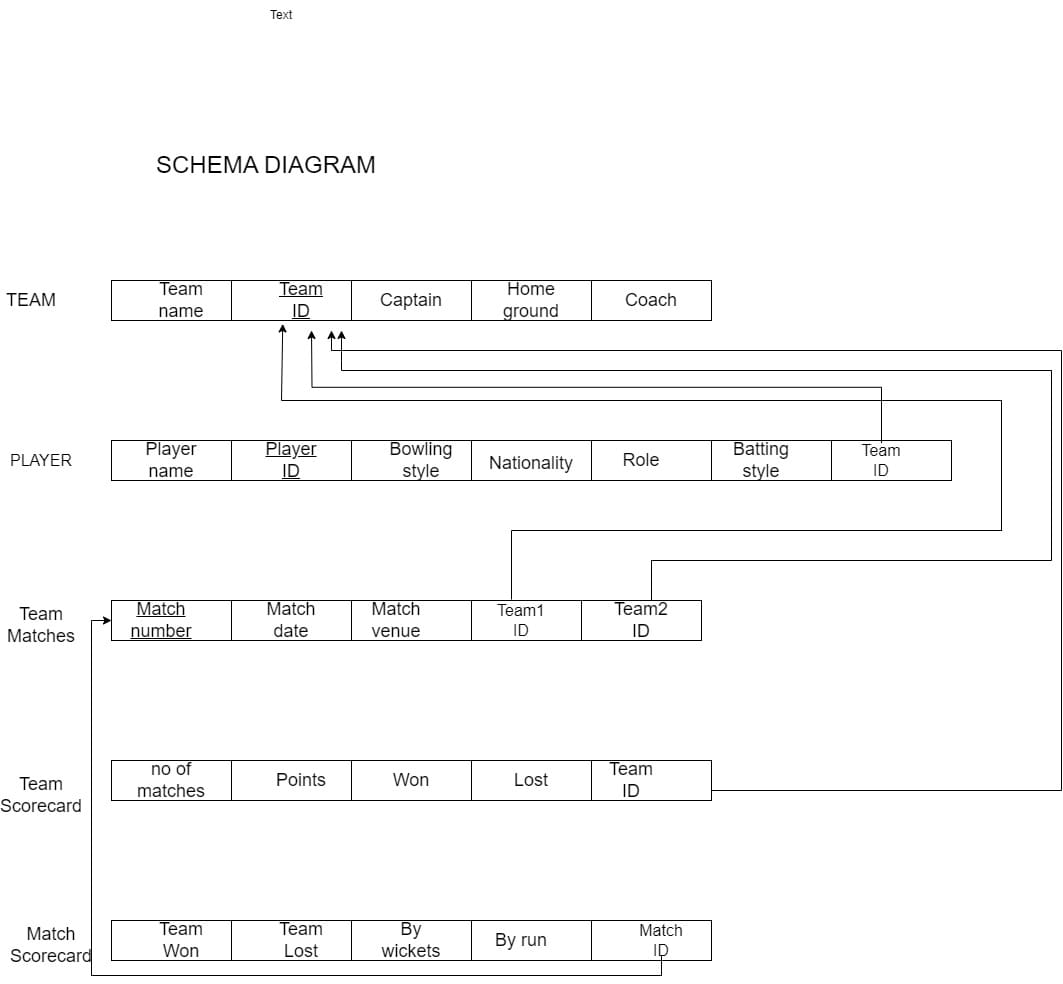 Text
SCHEMA DIAGRAM
TEAM
Team
name
Team
ID
Captain
Home
ground
Coach
PLAYER
Player
name
Player
ID
Bowling
style
Nationality
Role
Batting
style
Team
ID
Team
Matches
Match
number
Match
date
Match
venue
Team1
ID
Team2
ID
Team
Scorecard
no of
matches
Points
Won
Lost
Team
ID
Match
Scorecard
Team
Won
Team
Lost
By
wickets
By run
Match
ID